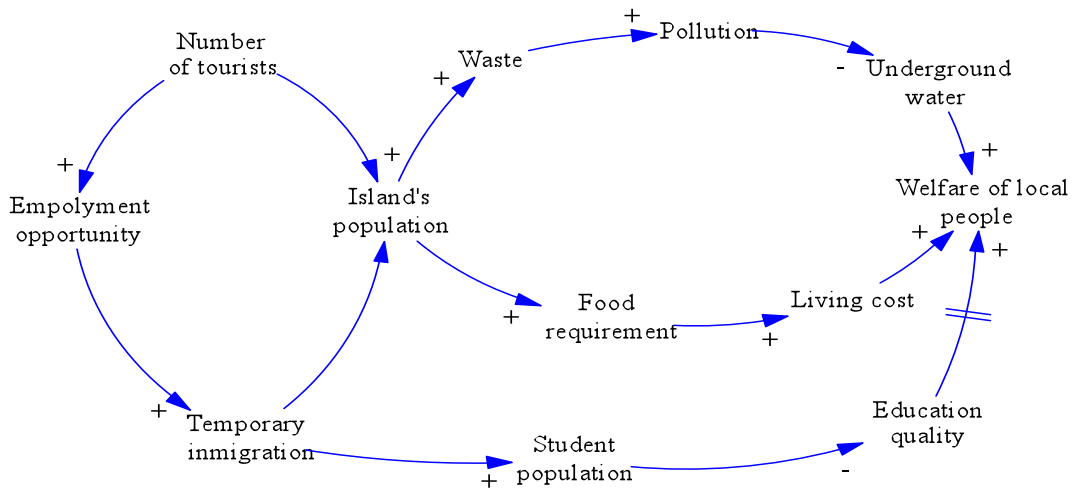 Number
of tourists
+
+
Empolyment
opportunity
+
Temporary
inmigration
Island's
population
+
Waste
+
Pollution
-
Underground
water
+
Welfare of local
people
+
Food
requirement
+
Living cost
+
+
Student
population
-
Education
quality
+